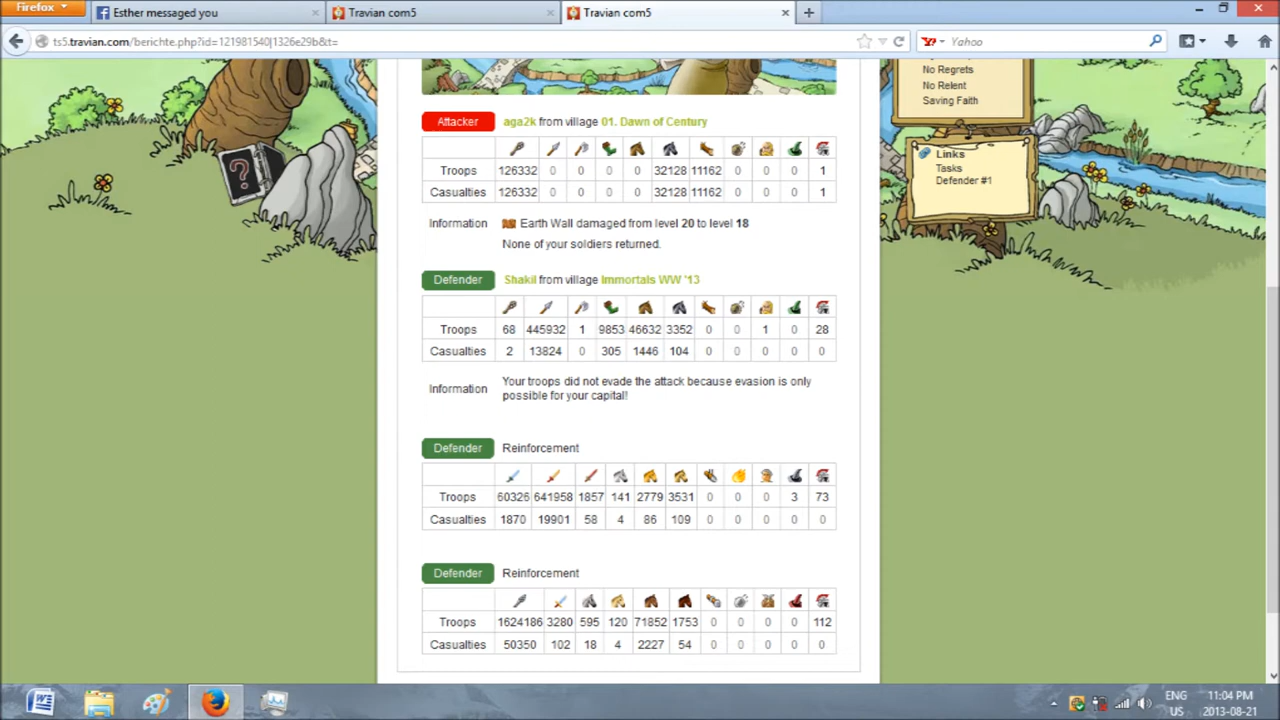 Firefox
Esther messaged you
Travian com5
Travian com5
ts5.travian.com/berichte.php?id=121981540|1326e29b&t=
Yahoo
No Regrets
No Relent
Saving Faith
Links
Tasks
Defender #1
Attacker aga2k from village 01. Dawn of Century
Troops 126332 0 0 0 0 32128 11162 0 0 0 1
Casualties 126332 0 0 0 0 32128 11162 0 0 0 1
Information Earth Wall damaged from level 20 to level 18
None of your soldiers returned.
Defender Shakil from village Immortals WW '13
Troops 68 445932 1 9853 46632 3352 0 0 1 0 28
Casualties 2 13824 0 305 1446 104 0 0 0 0 0
Information Your troops did not evade the attack because evasion is only
possible for your capital!
Defender Reinforcement
Troops 60326 641958 1857 141 2779 3531 0 0 0 3 73
Casualties 1870 19901 58 4 86 109 0 0 0 0 0
Defender Reinforcement
Troops 1624186 3280 595 120 71852 1753 0 0 0 0 112
Casualties 50350 102 18 4 2227 54 0 0 0 0 0
ENG 11:04 PM
US 2013-08-21